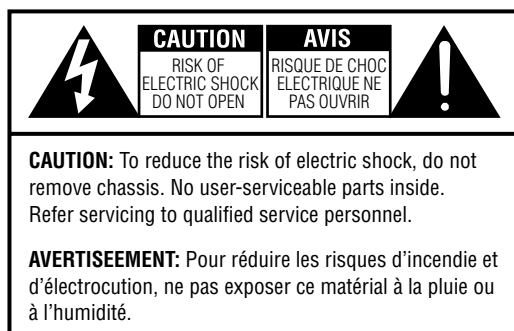 CAUTION
RISK OF
ELECTRIC SHOCK
DO NOT OPEN
AVIS
RISQUE DE CHOC
ELECTRIQUE NE
PAS OUVRIR
CAUTION: To reduce the risk of electric shock, do not
remove chassis. No user-serviceable parts inside.
Refer servicing to qualified service personnel.
AVERTISEEMENT: Pour réduire les risques d'incendie et
d'électrocution, ne pas exposer ce matérial à la pluie ou
à l'humidité.